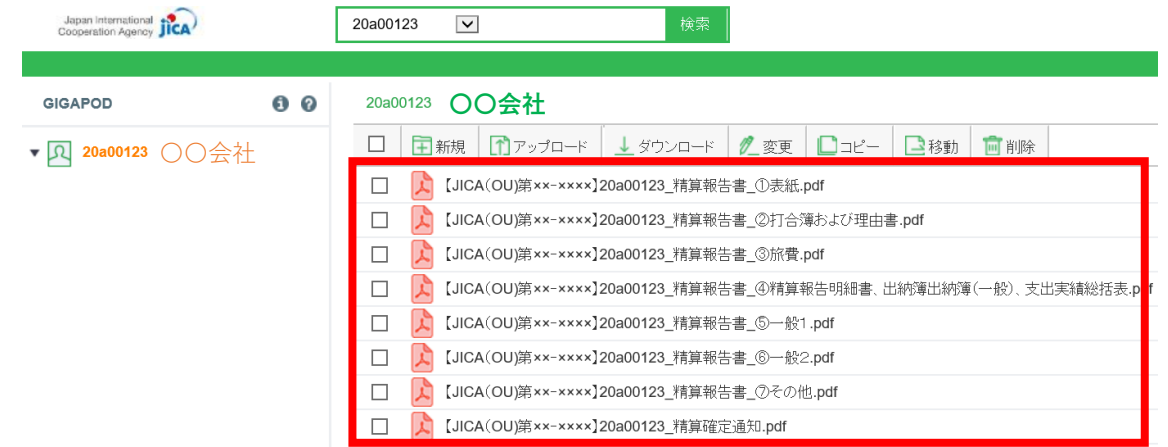 Japan International
Cooperation Agency jICA
20a00123 検索
GIGAPOD
20a00123 〇〇会社
20a00123 〇〇会社
新規 アップロード ダウンロード 変更 コピー 移動 削除
【JICA(OU)第××-××××】20a00123_精算報告書_①表紙.pdf
【JICA(OU)第××-××××】20a00123_精算報告書_②打合簿および理由書.pdf
【JICA(OU)第××-××××】20a00123_精算報告書_③旅費.pdf
【JICA(OU)第××-××××】20a00123_精算報告書_④精算報告明細書、出納簿出納簿(一般)、支出実績総括表.pdf
【JICA(OU)第××-××××】20a00123_精算報告書_⑤一般1.pdf
【JICA(OU)第××-××××】20a00123_精算報告書_⑥一般2.pdf
【JICA(OU)第××-××××】20a00123_精算報告書_⑦その他.pdf
【JICA(OU)第××-××××】20a00123_精算確定通知.pdf